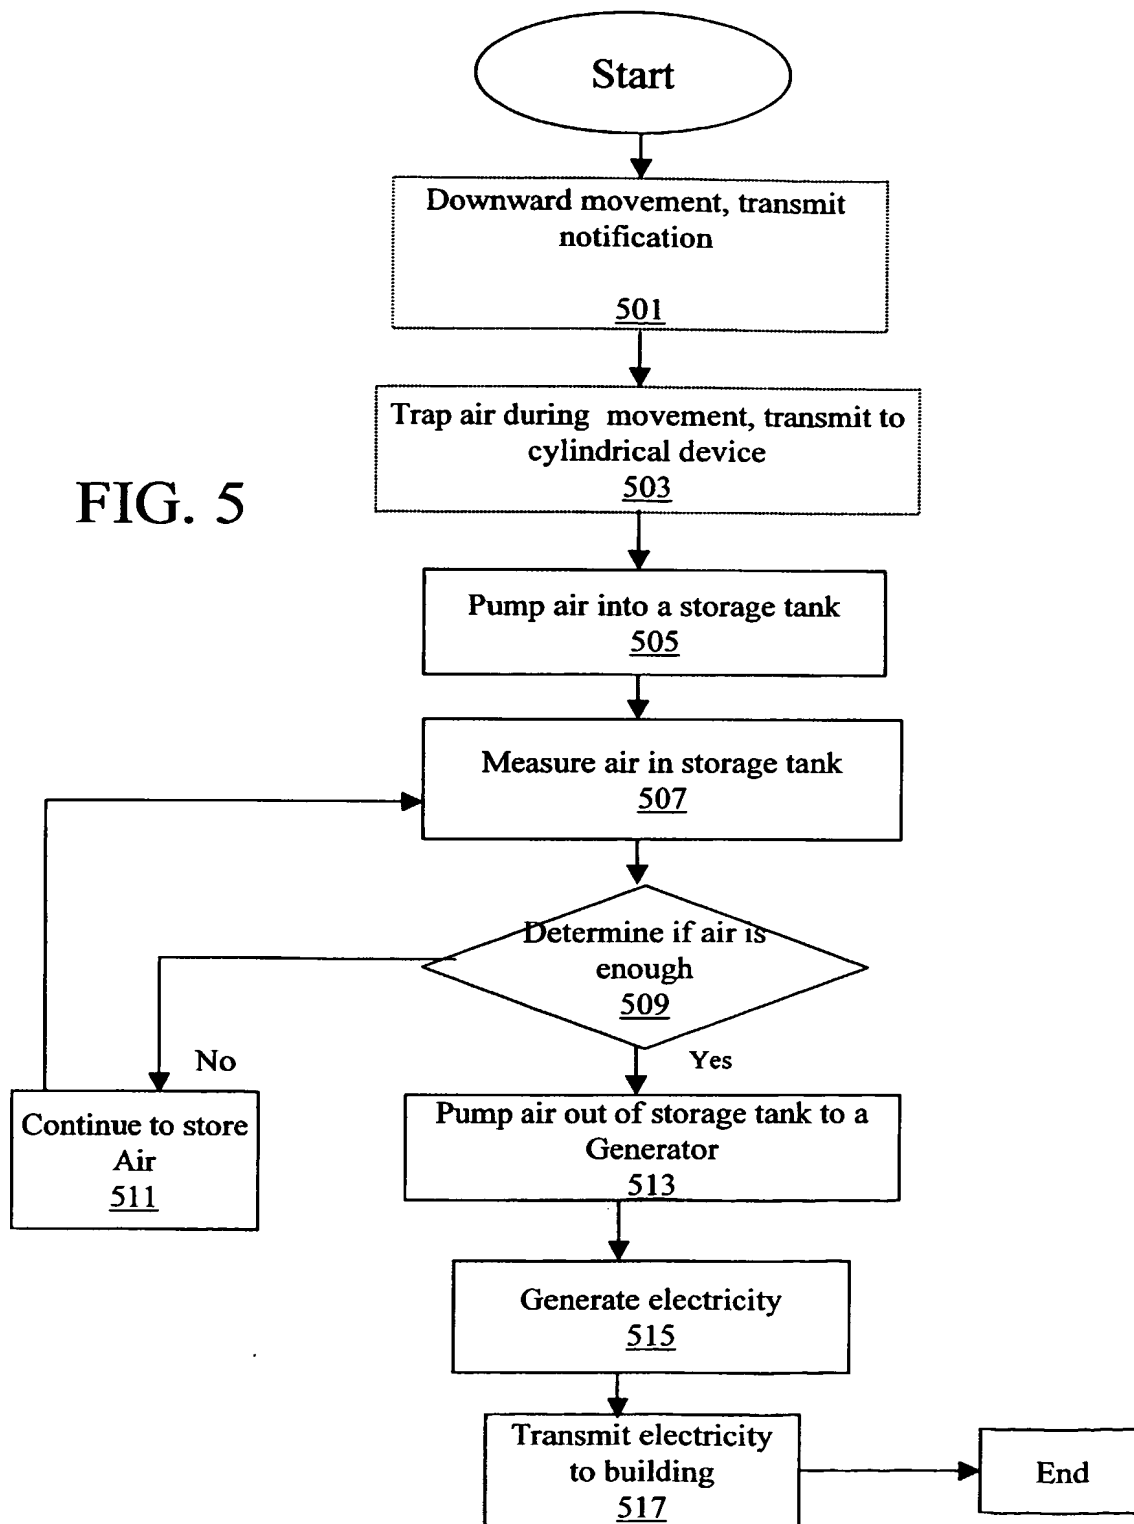 Start
Downward movement, transmit
notification
501
Trap air during movement, transmit to
cylindrical device
503
FIG. 5
Pump air into a storage tank
505
Measure air in storage tank
507
Determine if air is
enough
509
No
Yes
Continue to store
Air
511
Pump air out of storage tank to a
Generator
513
Generate electricity
515
Transmit electricity
to building
517
End